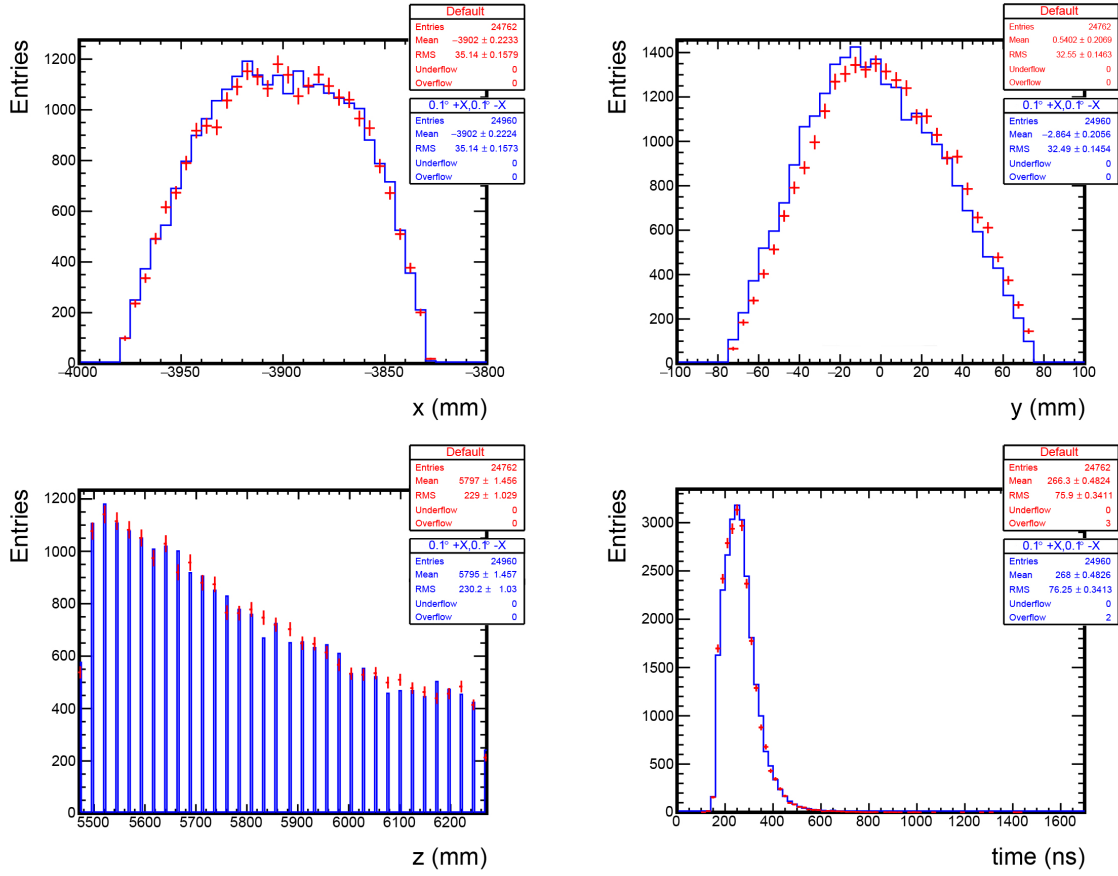 Default
Entries 24762
Mean −3902 ± 0.2233
RMS 35.14 ± 0.1579
Underflow 0
Overflow 0
0.1° +X,0.1° -X
Entries 24960
Mean −3902 ± 0.2224
RMS 35.14 ± 0.1573
Underflow 0
Overflow 0
Entries
1200
1000
800
600
400
200
0
−4000 −3950 −3900 −3850 −3800
x (mm)
Default
Entries 24762
Mean 0.5402 ± 0.2069
RMS 32.55 ± 0.1463
Underflow 0
Overflow 0
0.1° +X,0.1° -X
Entries 24960
Mean -2.864 ± 0.2056
RMS 32.49 ± 0.1454
Underflow 0
Overflow 0
Entries
1400
1200
1000
800
600
400
200
0
−100 −80 −60 −40 −20 0 20 40 60 80 100
y (mm)
Default
Entries 24762
Mean 5797 ± 1.456
RMS 229 ± 1.029
Underflow 0
Overflow 0
0.1° +X,0.1° -X
Entries 24960
Mean 5795 ± 1.457
RMS 230.2 ± 1.03
Underflow 0
Overflow 0
Entries
1200
1000
800
600
400
200
0
5500 5600 5700 5800 5900 6000 6100 6200
z (mm)
Default
Entries 24762
Mean 266.3 ± 0.4824
RMS 75.9 ± 0.3411
Underflow 0
Overflow 3
0.1° +X,0.1° -X
Entries 24960
Mean 268 ± 0.4826
RMS 76.25 ± 0.3413
Underflow 0
Overflow 2
Entries
3000
2500
2000
1500
1000
500
0
0 200 400 600 800 1000 1200 1400 1600
time (ns)